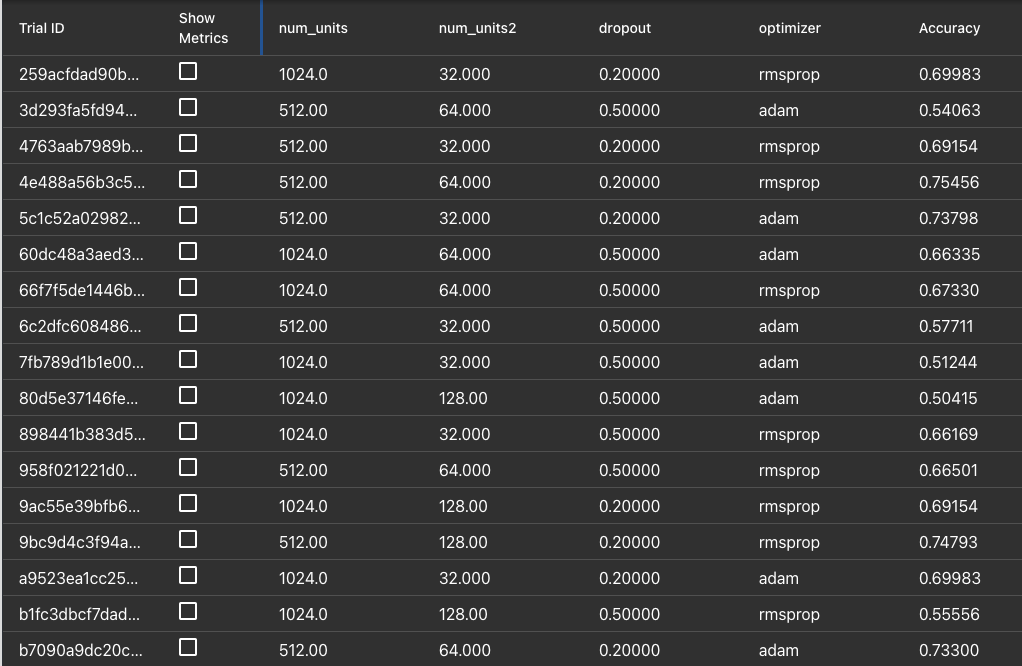 Trial ID Show Metrics num_units num_units2 dropout optimizer Accuracy
259acfdad90b... 1024.0 32.000 0.20000 rmsprop 0.69983
3d293fa5fd94... 512.00 64.000 0.50000 adam 0.54063
4763aab7989b... 512.00 32.000 0.20000 rmsprop 0.69154
4e488a56b3c5... 512.00 64.000 0.20000 rmsprop 0.75456
5c1c52a02982... 512.00 32.000 0.20000 adam 0.73798
60dc48a3aed3... 1024.0 64.000 0.50000 adam 0.66335
66f7f5de1446b... 1024.0 64.000 0.50000 rmsprop 0.67330
6c2dfc608486... 512.00 32.000 0.50000 adam 0.57711
7fb789d1b1e00... 1024.0 32.000 0.50000 adam 0.51244
80d5e37146fe... 1024.0 128.00 0.50000 adam 0.50415
898441b383d5... 1024.0 32.000 0.50000 rmsprop 0.66169
958f021221d0... 512.00 64.000 0.50000 rmsprop 0.66501
9ac55e39bfb6... 1024.0 128.00 0.20000 rmsprop 0.69154
9bc9d4c3f94a... 512.00 128.00 0.20000 rmsprop 0.74793
a9523ea1cc25... 1024.0 32.000 0.20000 adam 0.69983
b1fc3dbcf7dad... 1024.0 128.00 0.50000 rmsprop 0.55556
b7090a9dc20c... 512.00 64.000 0.20000 adam 0.73300